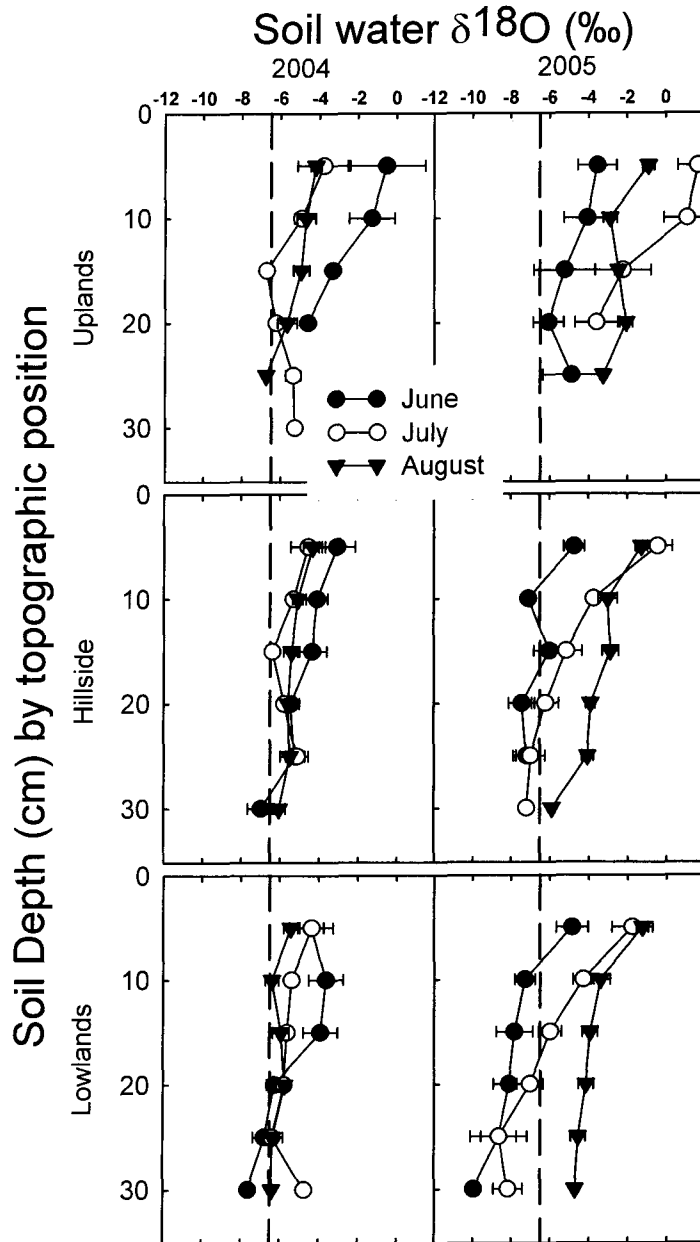 Soil water δ18O (‰)
2004 2005
-12 -10 -8 -6 -4 -2 0 -12 -10 -8 -6 -4 -2 0
Soil Depth (cm) by topographic position
Uplands
0
10
20
30
June
July
August
Hillside
0
10
20
30
Lowlands
0
10
20
30